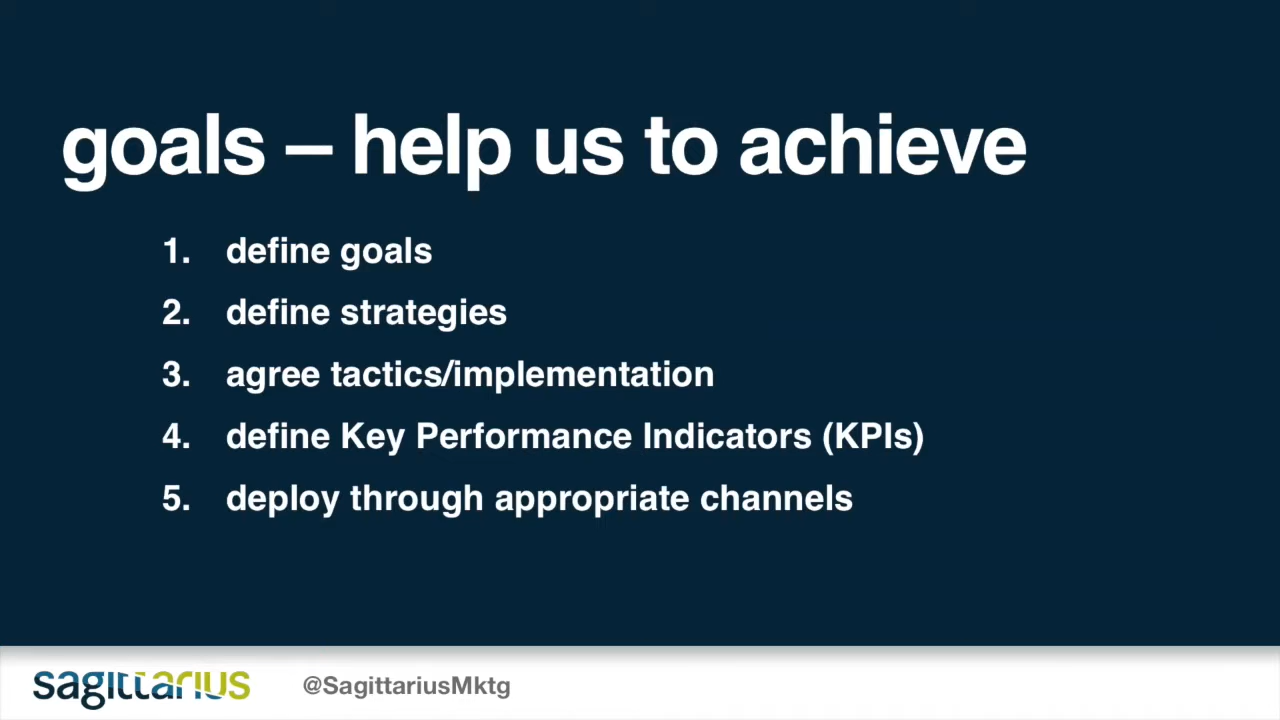 goals – help us to achieve
1. define goals
2. define strategies
3. agree tactics/implementation
4. define Key Performance Indicators (KPIs)
5. deploy through appropriate channels
sagittarius @SagittariusMktg